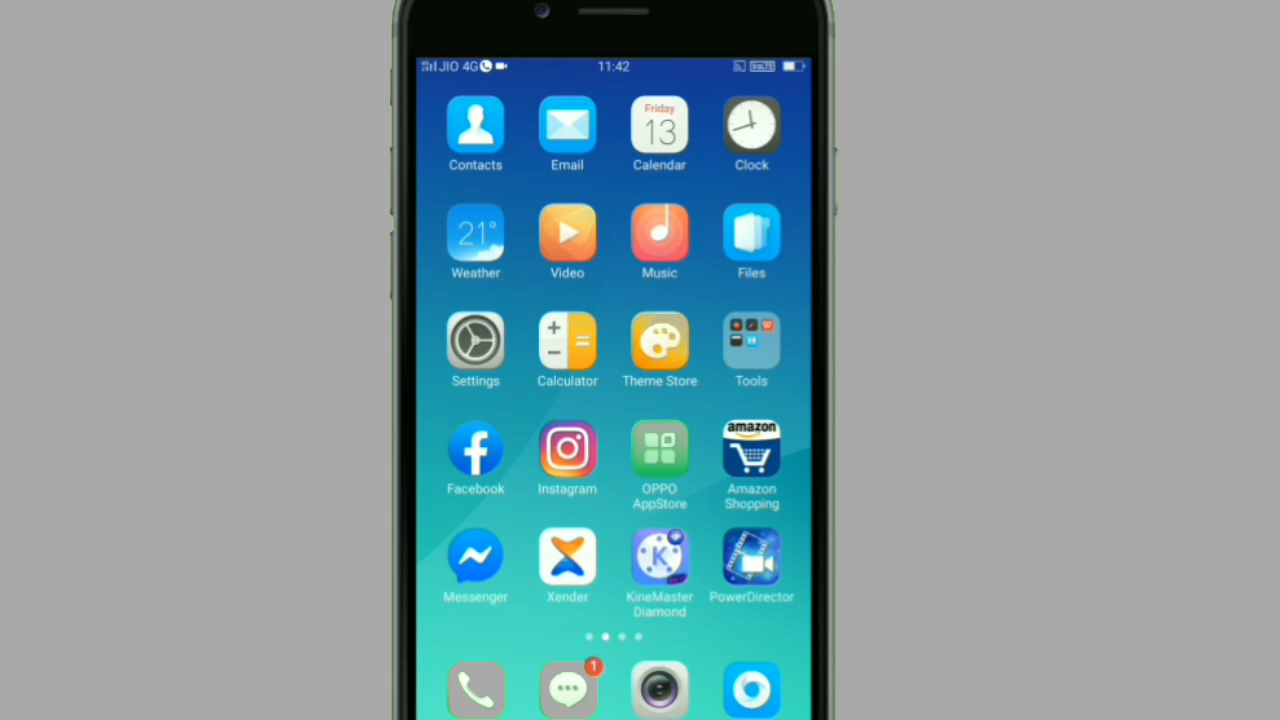 JIO 4G 11:42 VoLTE
Friday
13
Contacts Email Calendar Clock
21°
Weather Video Music Files
Settings Calculator Theme Store Tools
amazon
Facebook Instagram OPPO AppStore Amazon Shopping
K
Messenger Xender KineMaster Diamond PowerDirector
1